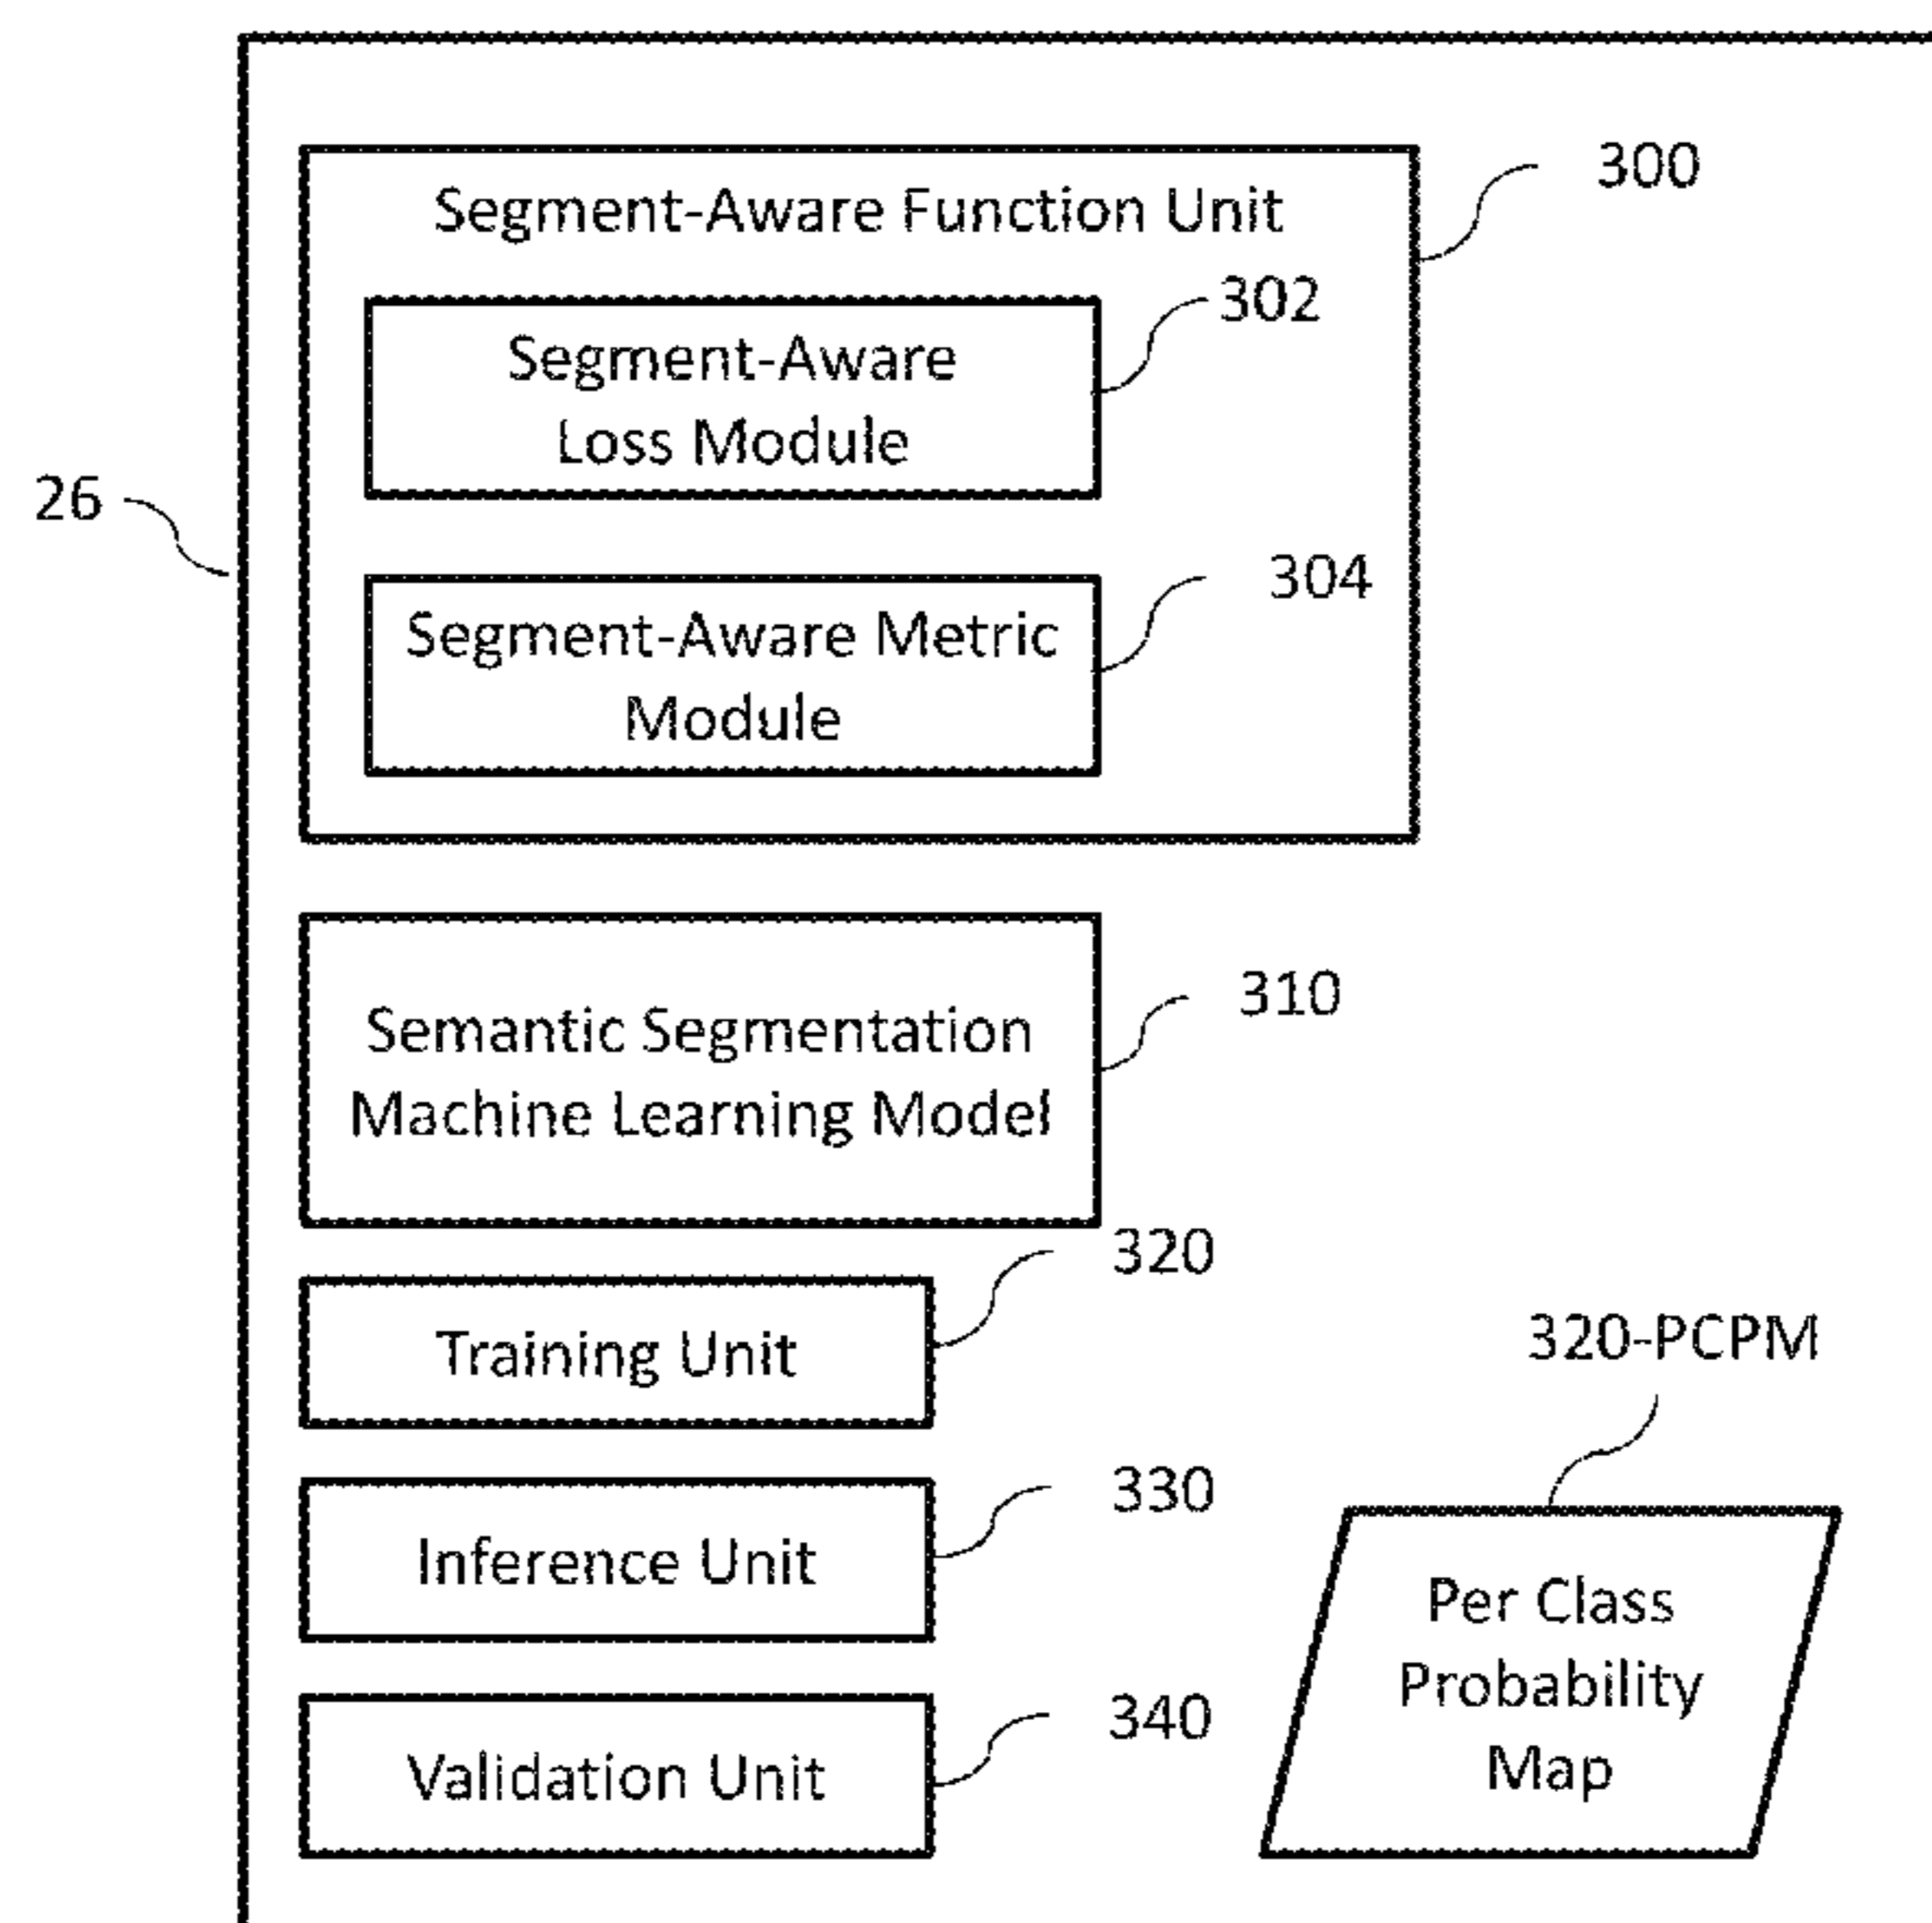 300
Segment-Aware Function Unit
302
Segment-Aware
Loss Module
26
304
Segment-Aware Metric
Module
310
Semantic Segmentation
Machine Learning Model
320
Training Unit
320-PCPM
330
Inference Unit
Per Class
Probability
Map
340
Validation Unit